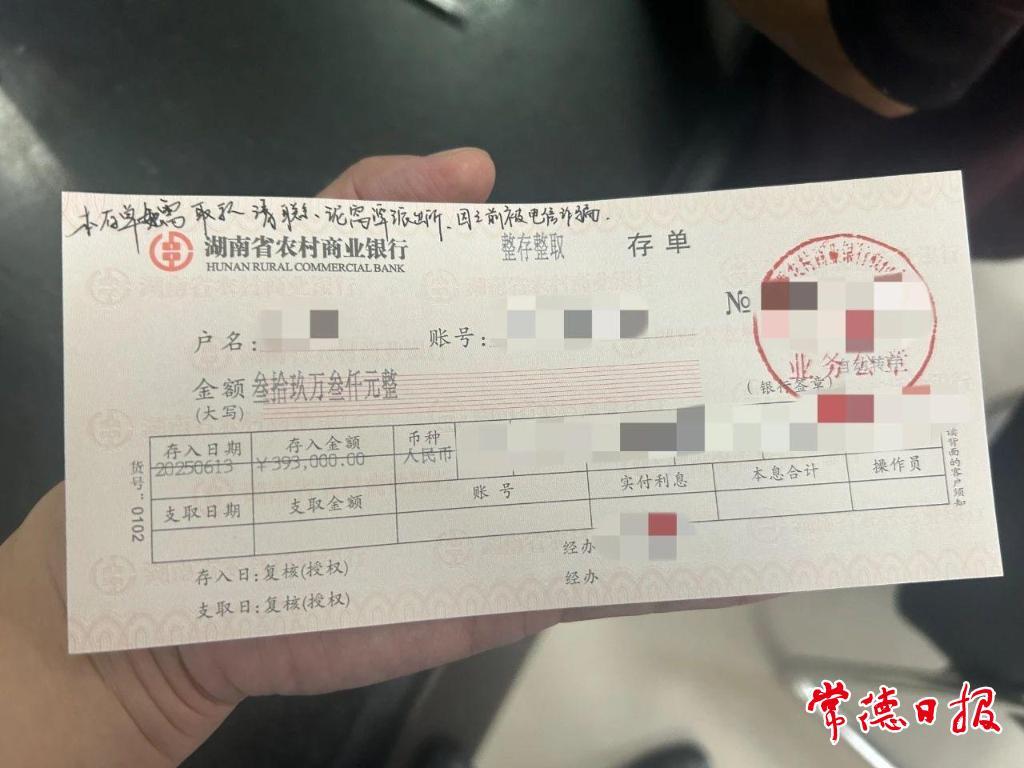 本存单如需取现请联系泥窝潭派出所.因之前被电信诈骗.
湖南省农村商业银行
HUNAN RURAL COMMERCIAL BANK
整存整取
存单
户名:
账号:
№
金额 叁拾玖万叁仟元整
(大写)
业务公章
(银行签章)
存入日期 存入金额 币种
20250613 ¥393,000.00 人民币
支取日期 支取金额 账号 实付利息 本息合计 操作员
存入日:复核(授权) 经办
支取日:复核(授权) 经办
货号:0102
读背面的客户须知
常德日报